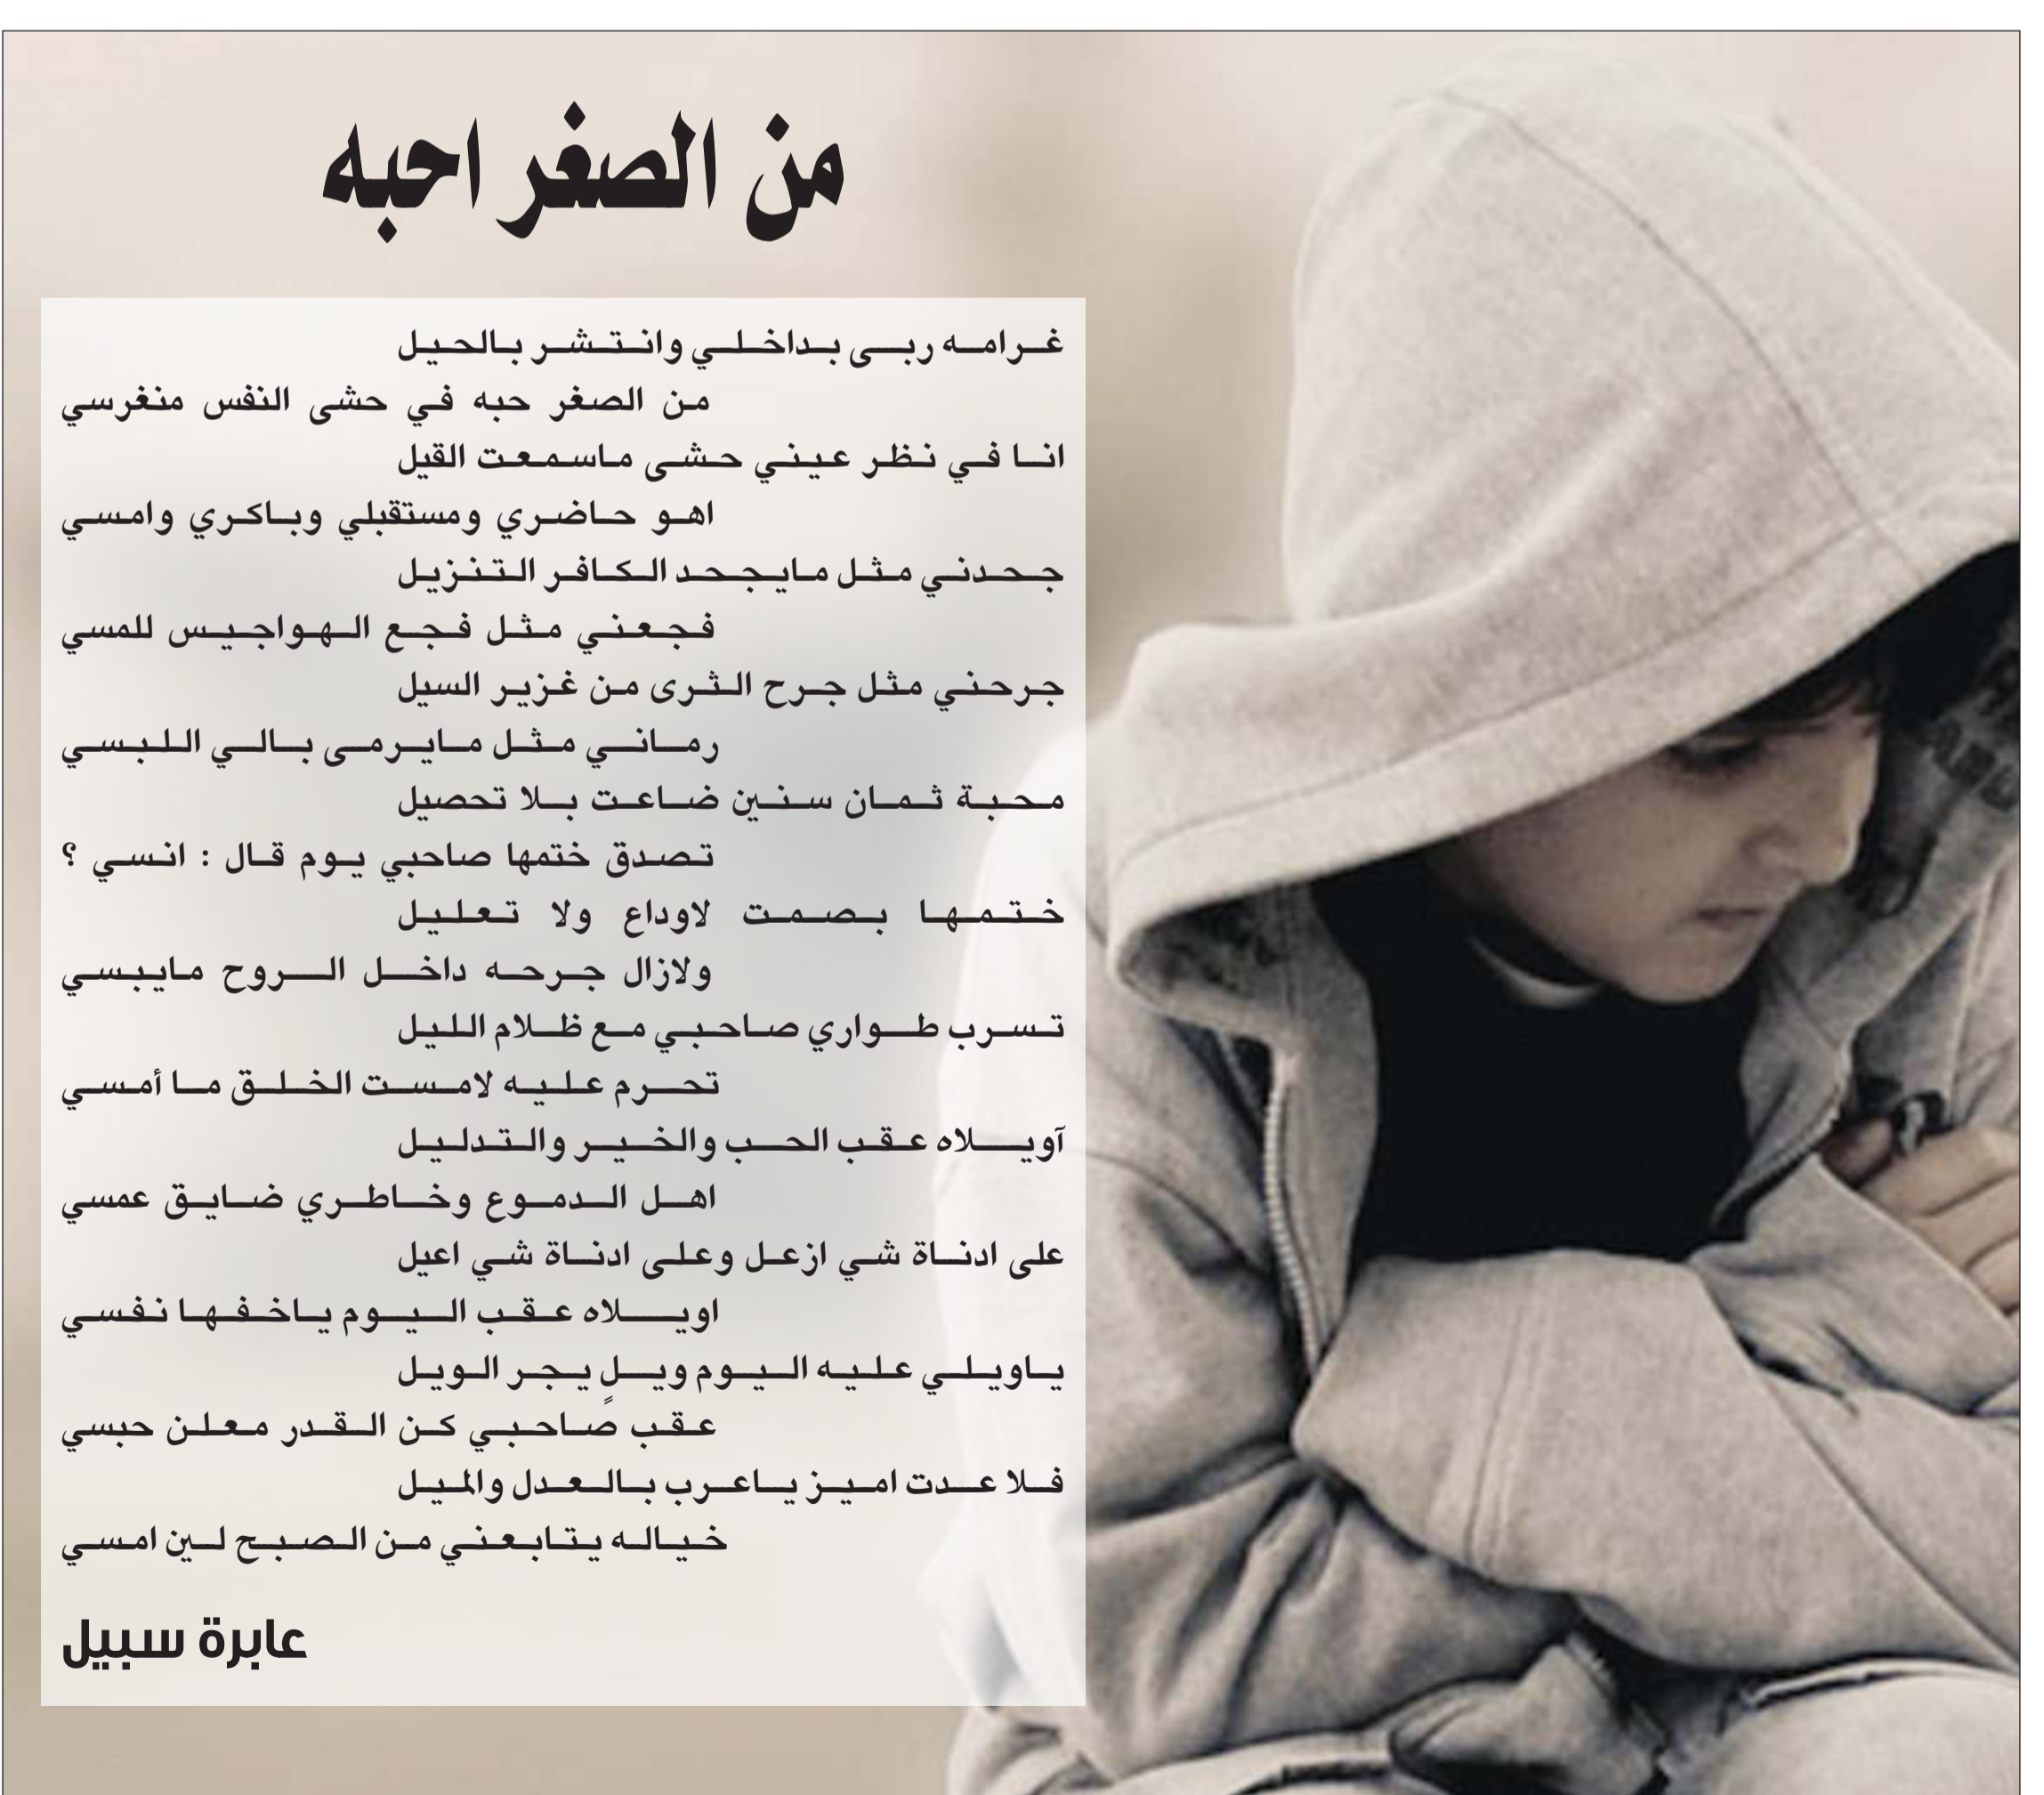 من الصغر احبه
غرامه ربى بداخلي وانتشر بالحيل
من الصغر حبه في حشى النفس منغرسي
انا في نظر عيني حشى ماسمعت القيل
اهو حاضري ومستقبلي وباكري وامسي
جحدني مثل مايجحد الكافر التنزيل
فجعني مثل فجع الهواجيس للمسي
جرحني مثل جرح الثرى من غزير السيل
رماني مثل مايرمى بالي اللبسي
محبة ثمان سنين ضاعت بلا تحصيل
تصدق ختمها صاحبي يوم قال : انسي ؟
ختمها بصمت لاوداع ولا تعليل
ولازال جرحه داخل الروح مايبسي
تسرب طواري صاحبي مع ظلام الليل
تحرم عليه لامست الخلق ما أمسي
آويلاه عقب الحب والخير والتدليل
اهل الدموع وخاطري ضايق عمسي
على ادناة شي ازعل وعلى ادناة شي اعيل
اويلاه عقب اليوم ياخفها نفسي
ياويلي عليه اليوم ويلٍ يجر الويل
عقب صاحبي كن القدر معلن حبسي
فلا عدت اميز ياعرب بالعدل والميل
خياله يتابعني من الصبح لين امسي
عابرة سبيل